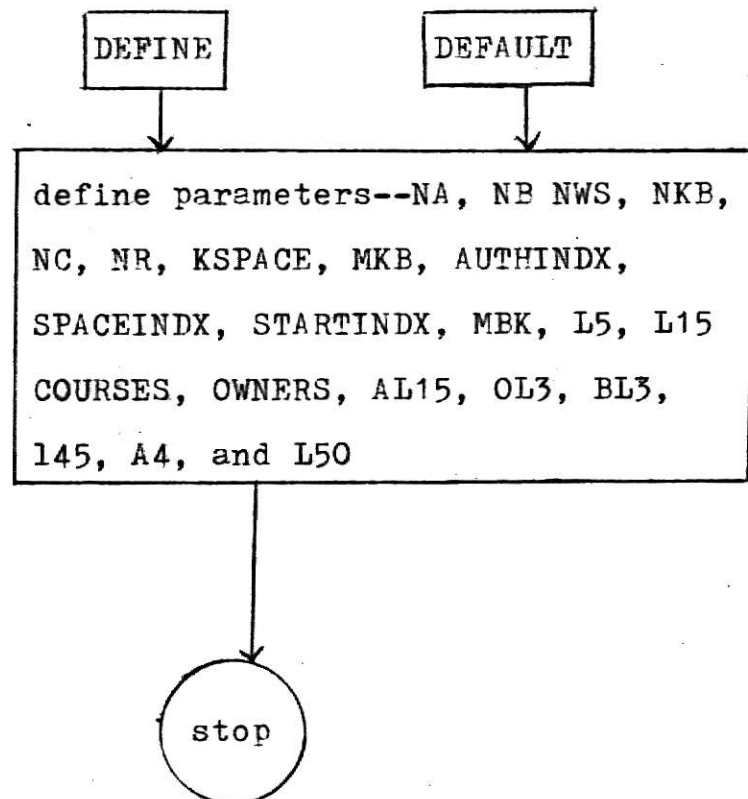 DEFINE DEFAULT
define parameters--NA, NB NWS, NKB,
NC, NR, KSPACE, MKB, AUTHINDX,
SPACEINDX, STARTINDX, MBK, L5, L15
COURSES, OWNERS, AL15, OL3, BL3,
l45, A4, and L50
stop